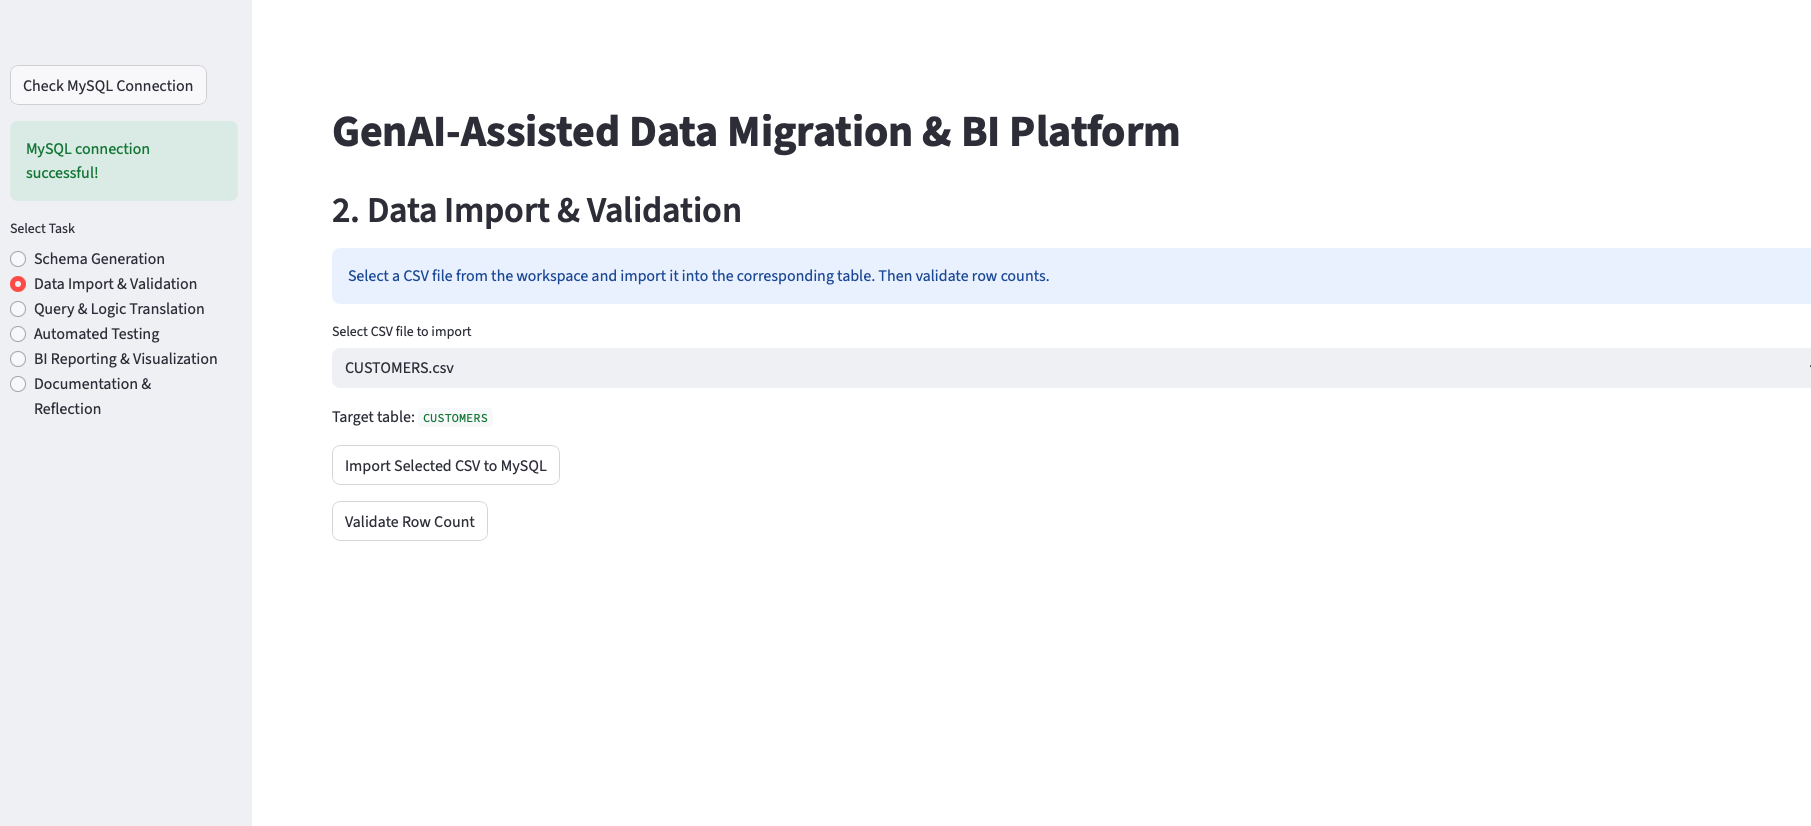 Check MySQL Connection
MySQL connection
successful!
Select Task
Schema Generation
Data Import & Validation
Query & Logic Translation
Automated Testing
BI Reporting & Visualization
Documentation &
Reflection
GenAI-Assisted Data Migration & BI Platform
2. Data Import & Validation
Select a CSV file from the workspace and import it into the corresponding table. Then validate row counts.
Select CSV file to import
CUSTOMERS.csv
Target table: CUSTOMERS
Import Selected CSV to MySQL
Validate Row Count